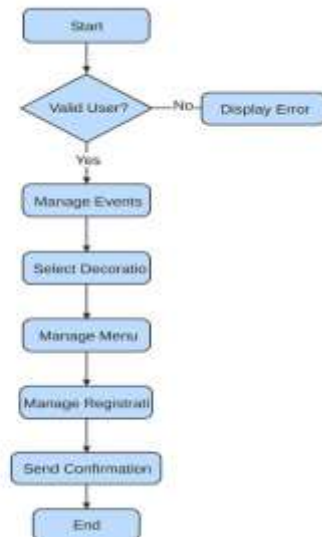 Start
Valid User?
No
Display Error
Yes
Manage Events
Select Decoratio
Manage Menu
Manage Registrati
Send Confirmation
End